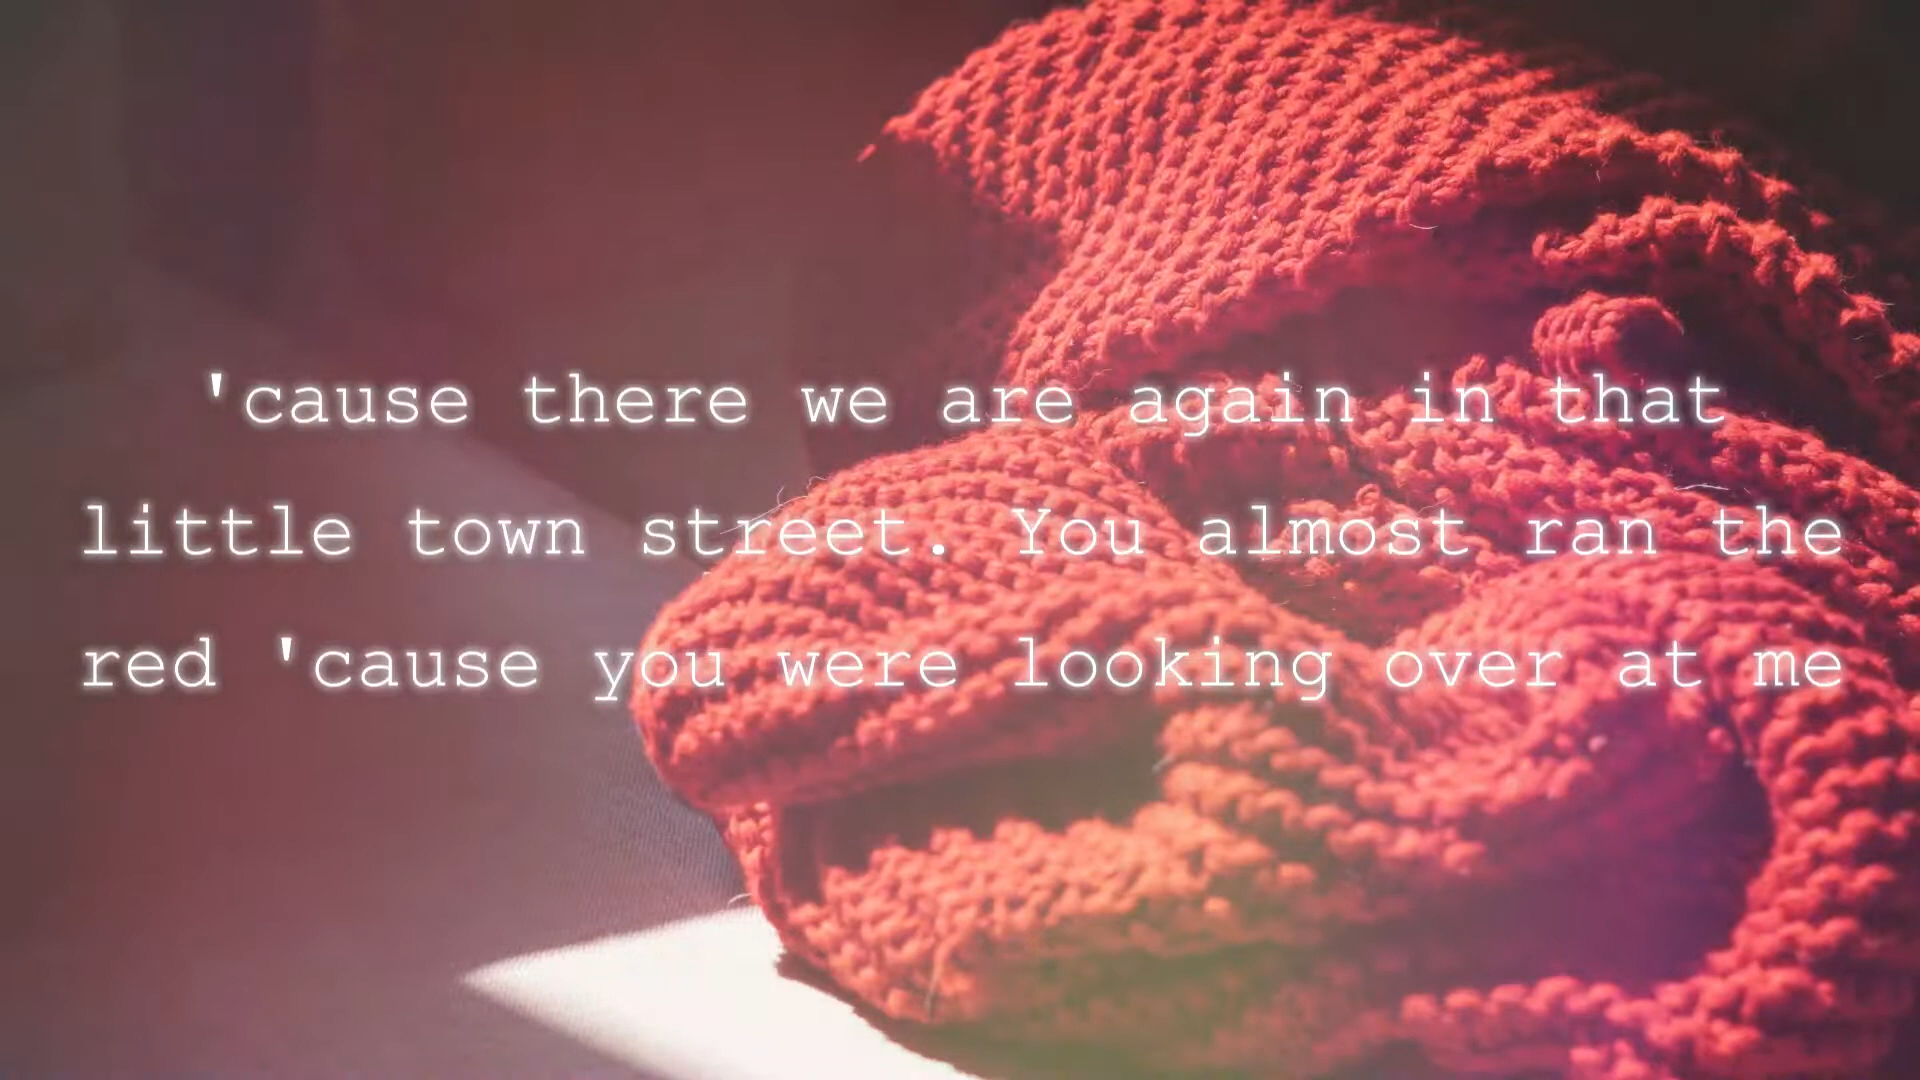 'cause there we are again in that
little town street. You almost ran the
red 'cause you were looking over at me